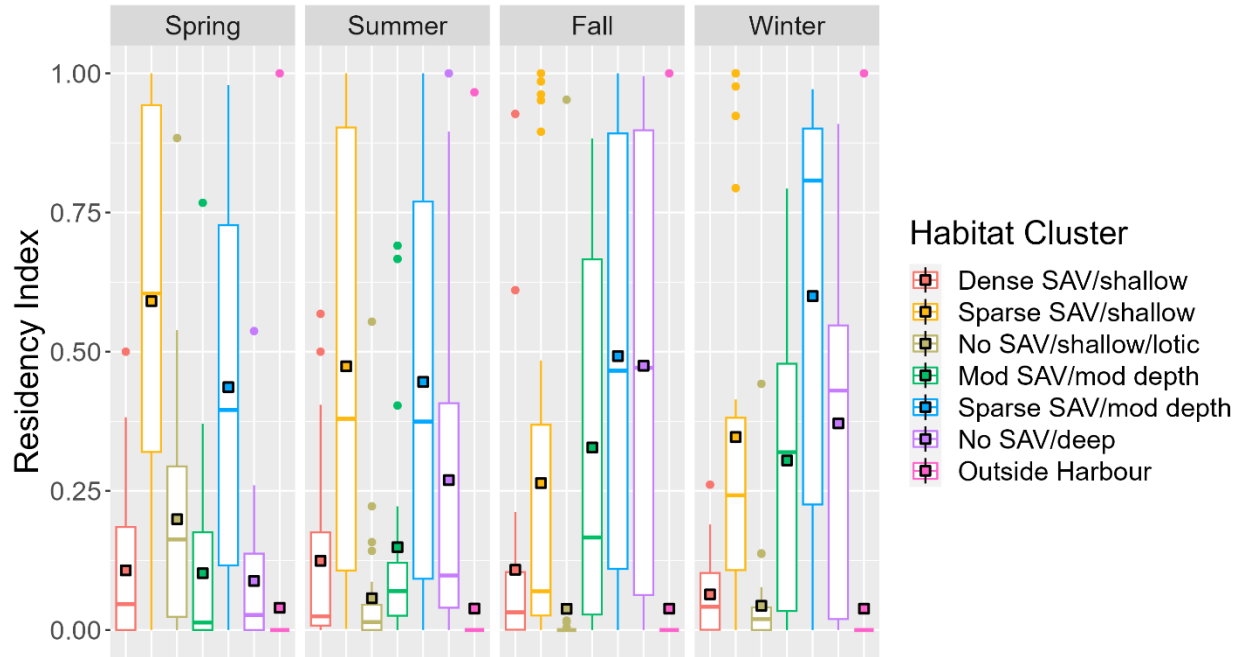 Spring Summer Fall Winter
1.00
0.75
0.50
0.25
0.00
Residency Index
Habitat Cluster
Dense SAV/shallow
Sparse SAV/shallow
No SAV/shallow/lotic
Mod SAV/mod depth
Sparse SAV/mod depth
No SAV/deep
Outside Harbour